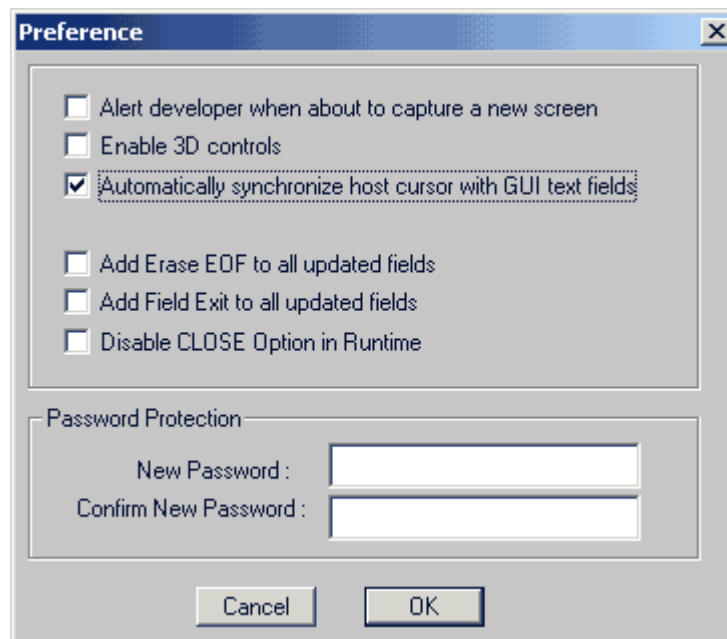 Preference
Alert developer when about to capture a new screen
Enable 3D controls
Automatically synchronize host cursor with GUI text fields
Add Erase EOF to all updated fields
Add Field Exit to all updated fields
Disable CLOSE Option in Runtime
Password Protection
New Password :
Confirm New Password :
Cancel
OK